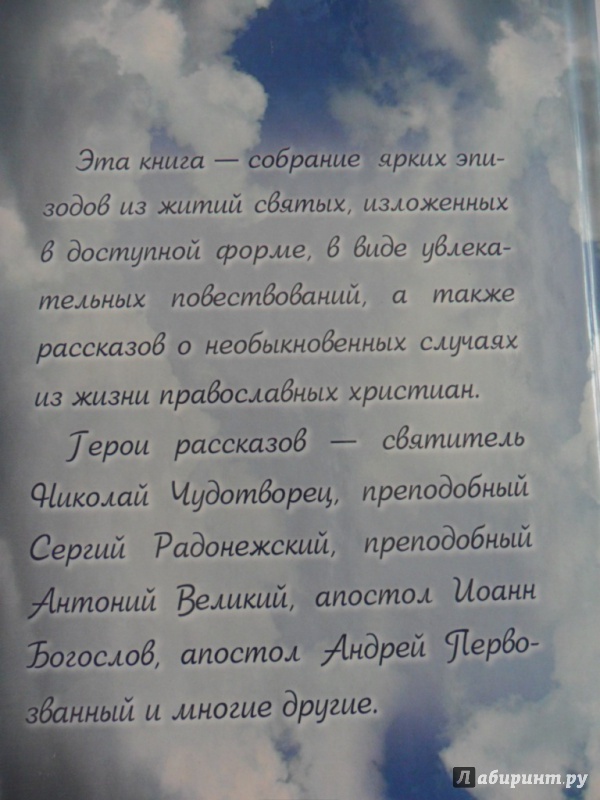 Эта книга — собрание ярких эпи-
зодов из житий святых, изложенных
в доступной форме, в виде увлека-
тельных повествований, а также
рассказов о необыкновенных случаях
из жизни православных христиан.
Герои рассказов — святитель
Николай Чудотворец, преподобный
Сергий Радонежский, преподобный
Антоний Великий, апостол Иоанн
Богослов, апостол Андрей Перво-
званный и многие другие.
Лабиринт.ру